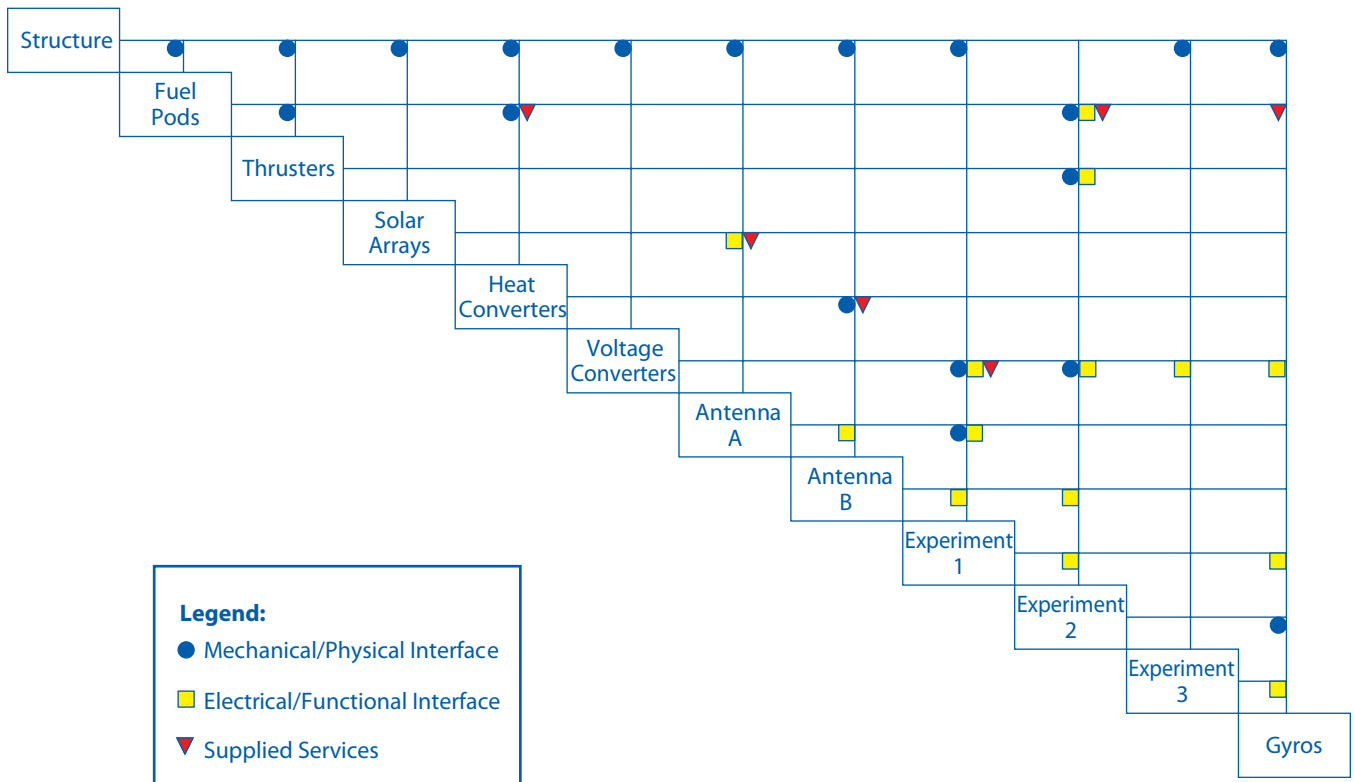 Structure
Fuel
Pods
Thrusters
Solar
Arrays
Heat
Converters
Voltage
Converters
Antenna
A
Antenna
B
Experiment
1
Experiment
2
Experiment
3
Gyros
Legend:
Mechanical/Physical Interface
Electrical/Functional Interface
Supplied Services